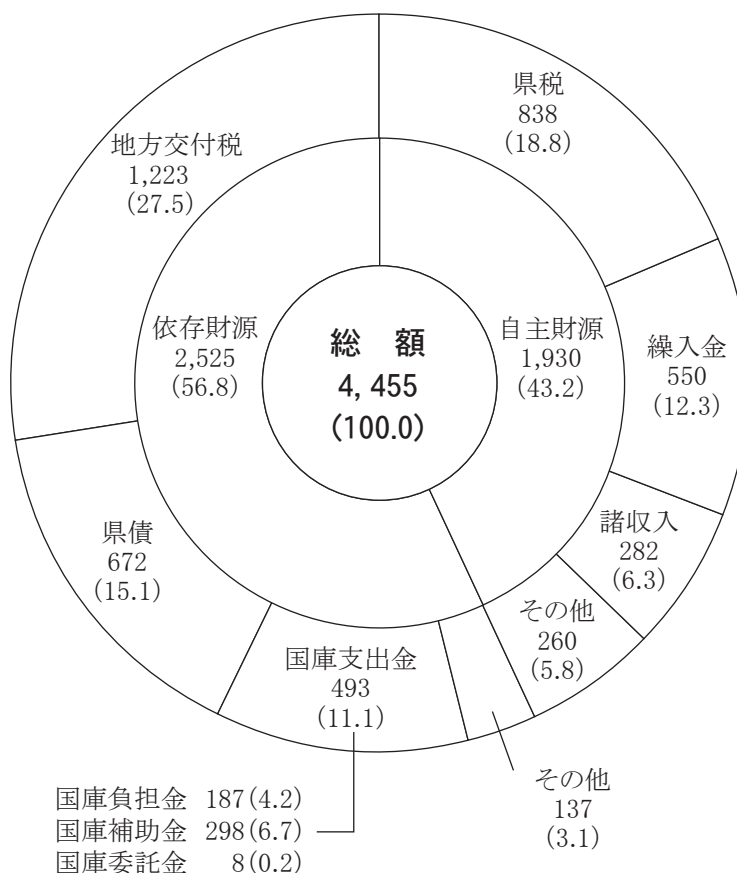 県税
838
(18.8)
地方交付税
1,223
(27.5)
依存財源
2,525
(56.8)
総　額
4,455
(100.0)
自主財源
1,930
(43.2)
繰入金
550
(12.3)
諸収入
282
(6.3)
その他
260
(5.8)
県債
672
(15.1)
国庫支出金
493
(11.1)
その他
137
(3.1)
国庫負担金 187(4.2)
国庫補助金 298(6.7)
国庫委託金 8(0.2)